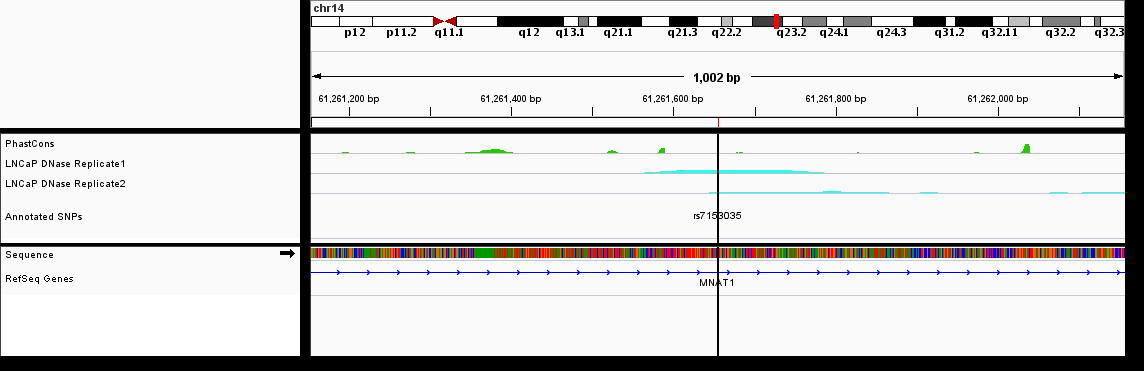 chr14
p12 p11.2 q11.1 q12 q13.1 q21.1 q21.3 q22.2 q23.2 q24.1 q24.3 q31.2 q32.11 q32.2 q32.3
1,002 bp
61,261,200 bp 61,261,400 bp 61,261,600 bp 61,261,800 bp 61,262,000 bp
PhastCons
LNCaP DNase Replicate1
LNCaP DNase Replicate2
Annotated SNPs rs7153035
Sequence
RefSeq Genes
MNAT1